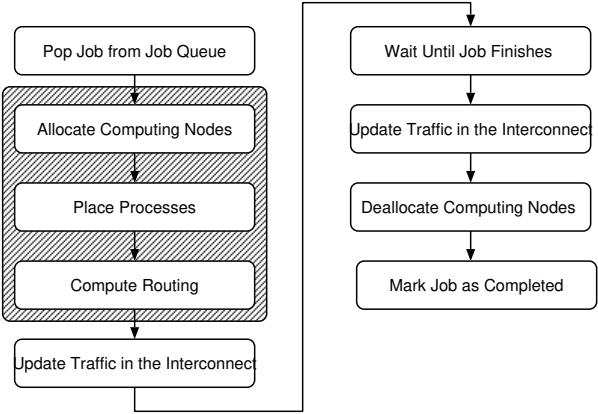 Pop Job from Job Queue
Allocate Computing Nodes
Place Processes
Compute Routing
Update Traffic in the Interconnect
Wait Until Job Finishes
Update Traffic in the Interconnect
Deallocate Computing Nodes
Mark Job as Completed